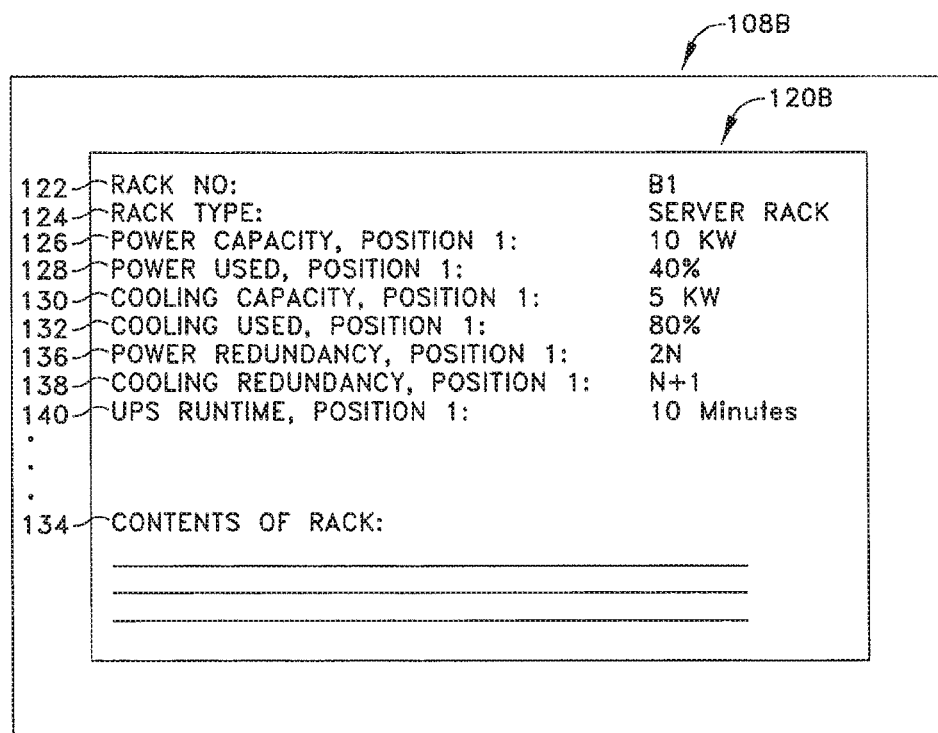 108B
120B
122 RACK NO: B1
124 RACK TYPE: SERVER RACK
126 POWER CAPACITY, POSITION 1: 10 KW
128 POWER USED, POSITION 1: 40%
130 COOLING CAPACITY, POSITION 1: 5 KW
132 COOLING USED, POSITION 1: 80%
136 POWER REDUNDANCY, POSITION 1: 2N
138 COOLING REDUNDANCY, POSITION 1: N+1
140 UPS RUNTIME, POSITION 1: 10 Minutes
134 CONTENTS OF RACK: